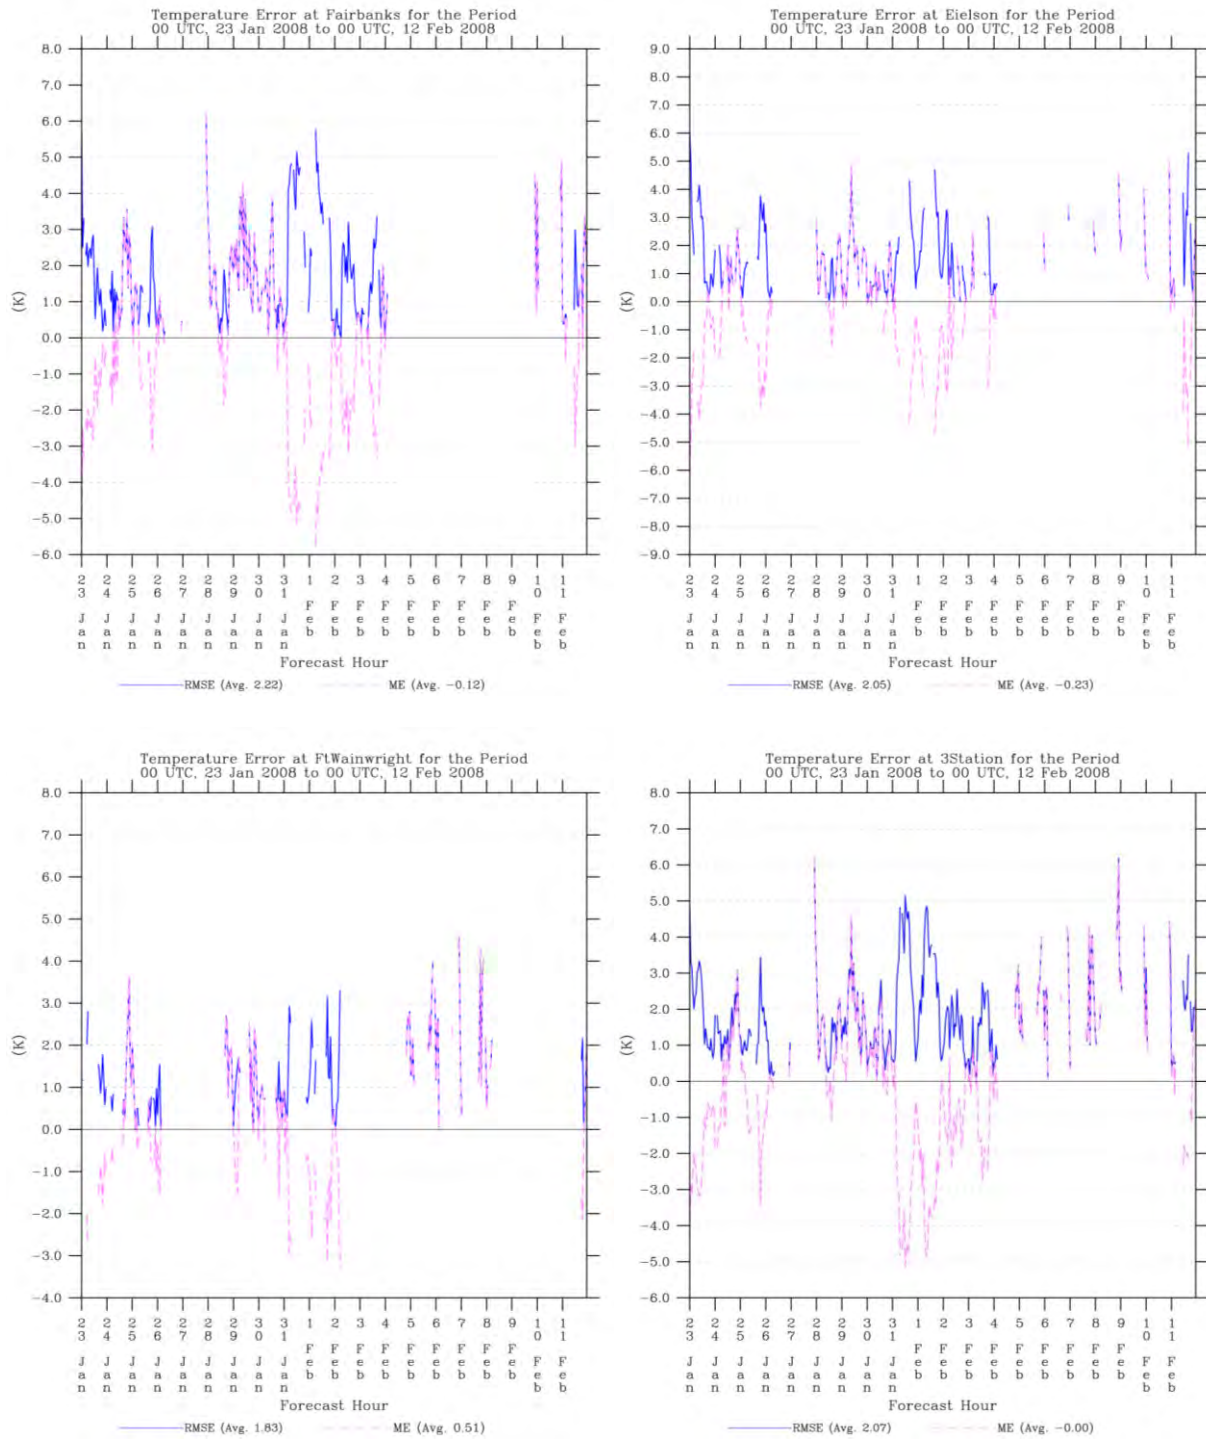 Temperature Error at Fairbanks for the Period
00 UTC, 23 Jan 2008 to 00 UTC, 12 Feb 2008
8.0
7.0
6.0
5.0
4.0
3.0
2.0
1.0
0.0
−1.0
−2.0
−3.0
−4.0
−5.0
−6.0
(K)
23 Jan
24 Jan
25 Jan
26 Jan
27 Jan
28 Jan
29 Jan
30 Jan
31 Jan
1 Feb
2 Feb
3 Feb
4 Feb
5 Feb
6 Feb
7 Feb
8 Feb
9 Feb
10 Feb
11 Feb
Forecast Hour
RMSE (Avg. 2.22) ME (Avg. −0.12)
Temperature Error at Eielson for the Period
00 UTC, 23 Jan 2008 to 00 UTC, 12 Feb 2008
9.0
8.0
7.0
6.0
5.0
4.0
3.0
2.0
1.0
0.0
−1.0
−2.0
−3.0
−4.0
−5.0
−6.0
−7.0
−8.0
−9.0
(K)
23 Jan
24 Jan
25 Jan
26 Jan
27 Jan
28 Jan
29 Jan
30 Jan
31 Jan
1 Feb
2 Feb
3 Feb
4 Feb
5 Feb
6 Feb
7 Feb
8 Feb
9 Feb
10 Feb
11 Feb
Forecast Hour
RMSE (Avg. 2.05) ME (Avg. −0.23)
Temperature Error at FtWainwright for the Period
00 UTC, 23 Jan 2008 to 00 UTC, 12 Feb 2008
8.0
7.0
6.0
5.0
4.0
3.0
2.0
1.0
0.0
−1.0
−2.0
−3.0
−4.0
(K)
23 Jan
24 Jan
25 Jan
26 Jan
27 Jan
28 Jan
29 Jan
30 Jan
31 Jan
1 Feb
2 Feb
3 Feb
4 Feb
5 Feb
6 Feb
7 Feb
8 Feb
9 Feb
10 Feb
11 Feb
Forecast Hour
RMSE (Avg. 1.83) ME (Avg. 0.51)
Temperature Error at 3Station for the Period
00 UTC, 23 Jan 2008 to 00 UTC, 12 Feb 2008
8.0
7.0
6.0
5.0
4.0
3.0
2.0
1.0
0.0
−1.0
−2.0
−3.0
−4.0
−5.0
−6.0
(K)
23 Jan
24 Jan
25 Jan
26 Jan
27 Jan
28 Jan
29 Jan
30 Jan
31 Jan
1 Feb
2 Feb
3 Feb
4 Feb
5 Feb
6 Feb
7 Feb
8 Feb
9 Feb
10 Feb
11 Feb
Forecast Hour
RMSE (Avg. 2.07) ME (Avg. −0.00)